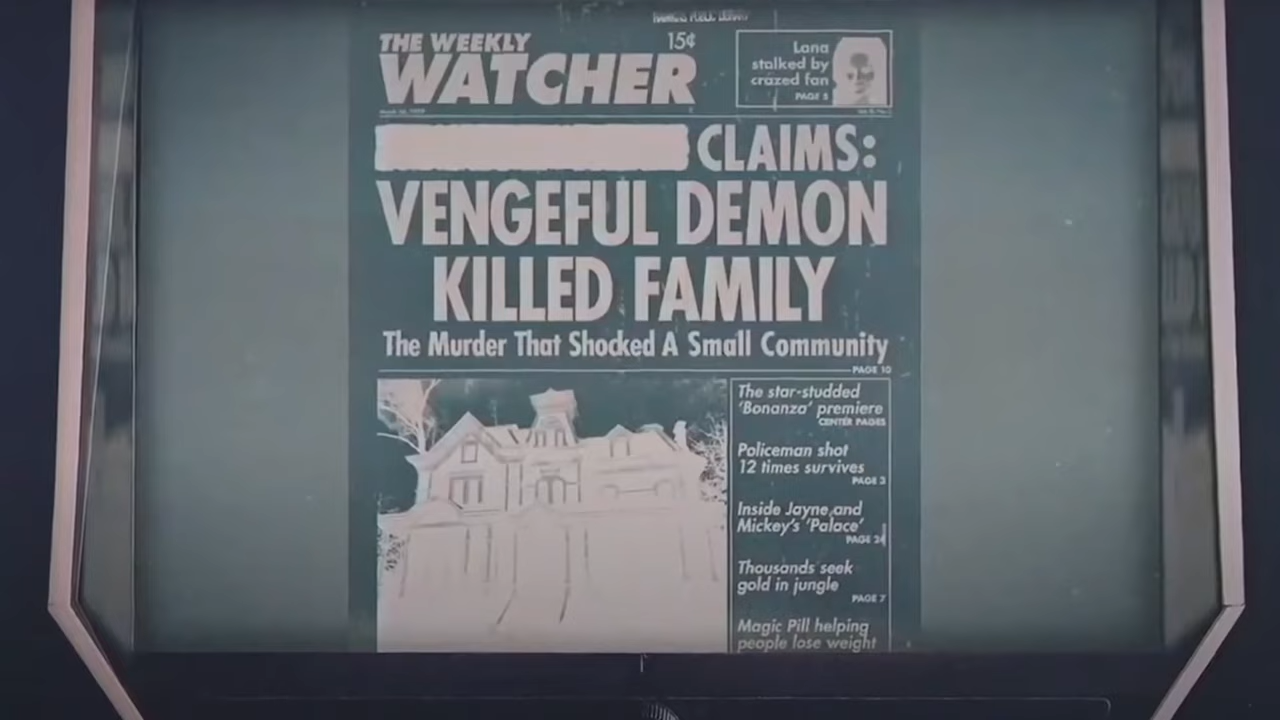 THE WEEKLY
WATCHER
15¢
Lana
stalked by
crazed fan
PAGE 5
CLAIMS:
VENGEFUL DEMON
KILLED FAMILY
The Murder That Shocked A Small Community
PAGE 10
The star-studded
'Bonanza' premiere
CENTER PAGES
Policeman shot
12 times survives
PAGE 3
Inside Jayne and
Mickey's 'Palace'
PAGE 24
Thousands seek
gold in jungle
PAGE 7
Magic Pill helping
people lose weight